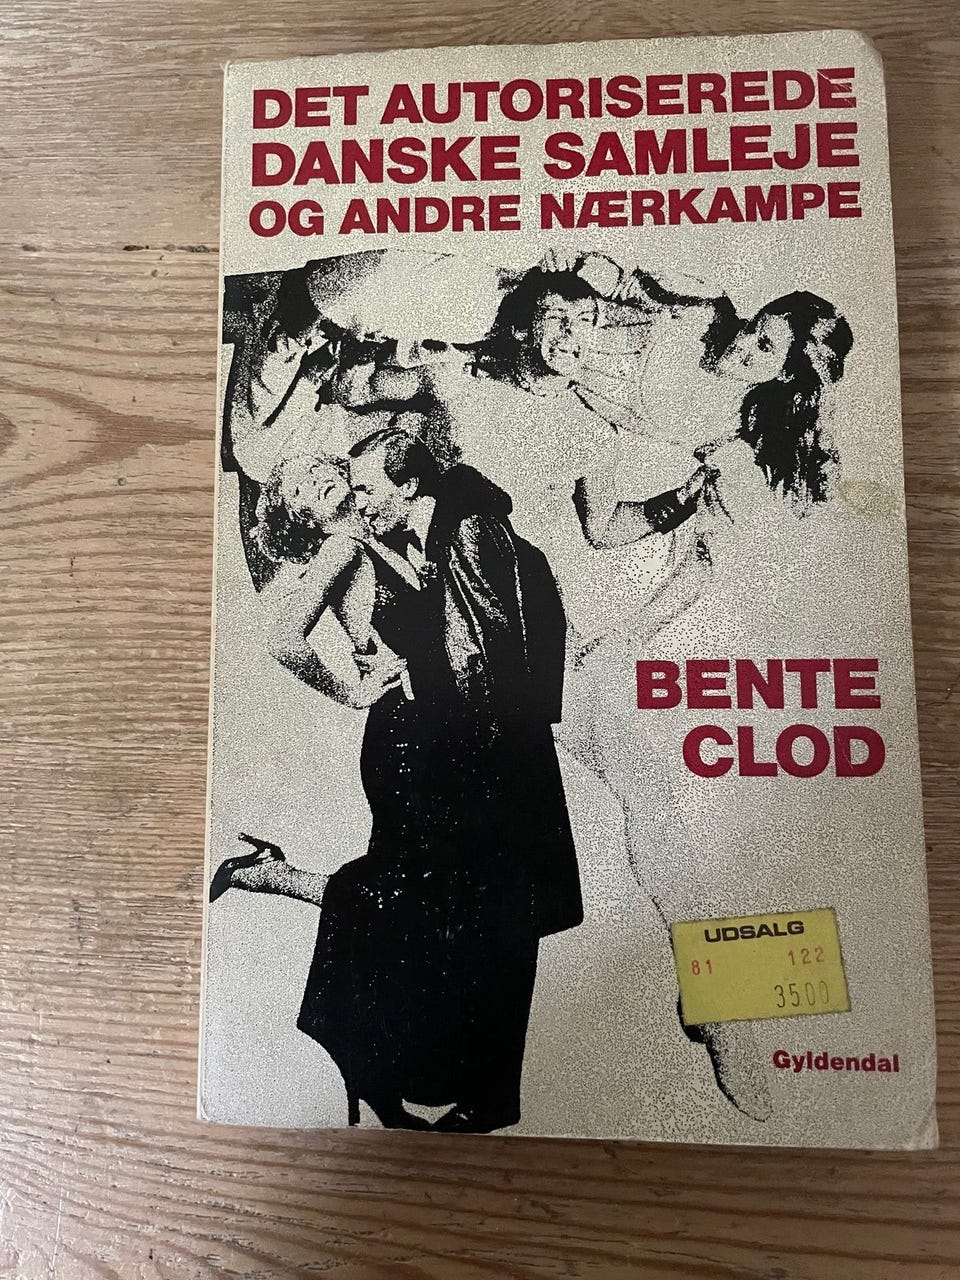 DET AUTORISEREDE
DANSKE SAMLEJE
OG ANDRE NÆRKAMPE
BENTE
CLOD
UDSALG
81 122
3500
Gyldendal